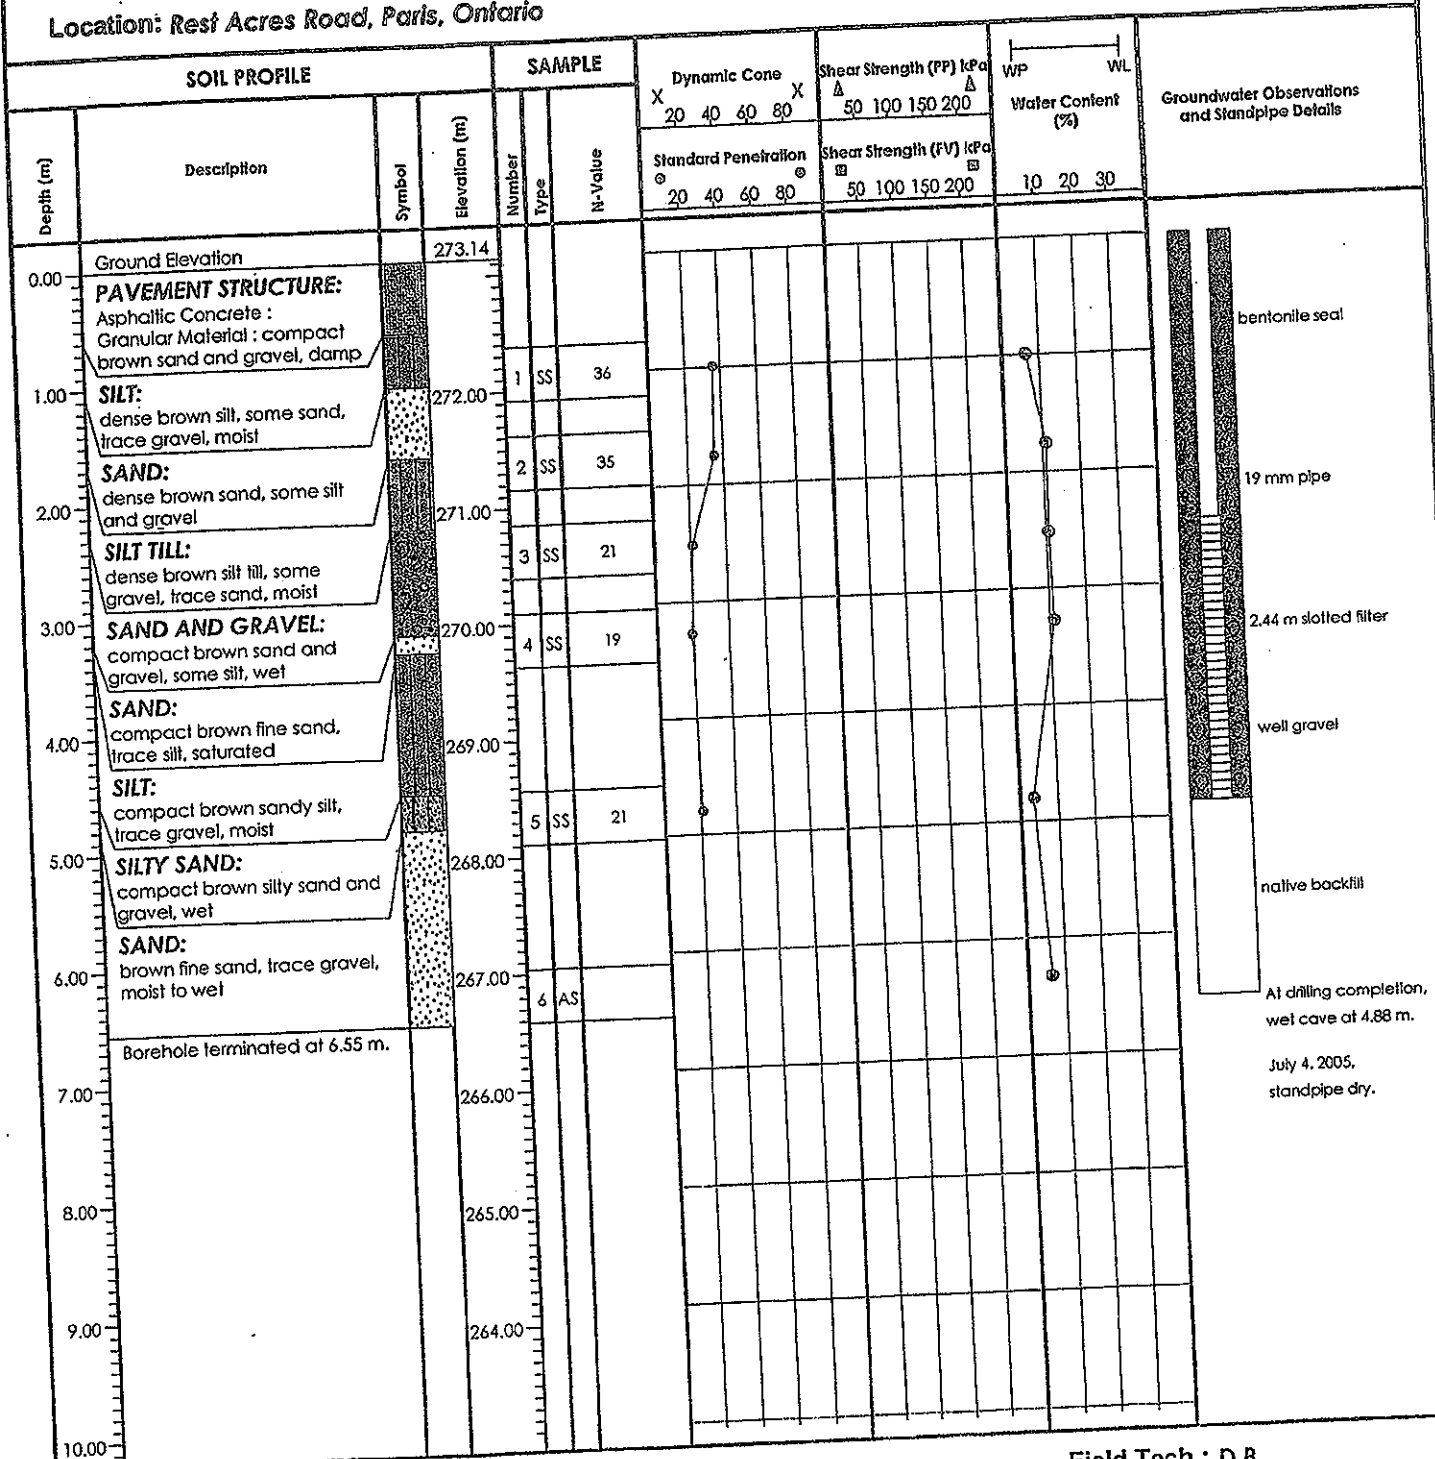 Location: Rest Acres Road, Paris, Ontario
SOIL PROFILE
SAMPLE
Depth (m)
Description
Symbol
Elevation (m)
Number
Type
N-Value
Dynamic Cone
X X
20 40 60 80
Standard Penetration
20 40 60 80
Shear Strength (PP) kPa
50 100 150 200
Shear Strength (FV) kPa
50 100 150 200
WP WL
Water Content
(%)
10 20 30
Groundwater Observations
and Standpipe Details
Ground Elevation 273.14
0.00
PAVEMENT STRUCTURE:
Asphaltic Concrete :
Granular Material : compact
brown sand and gravel, damp
1 SS 36
bentonite seal
1.00
272.00
SILT:
dense brown silt, some sand,
trace gravel, moist
2 SS 35
SAND:
dense brown sand, some silt
and gravel
19 mm pipe
2.00
271.00
SILT TILL:
dense brown silt till, some
gravel, trace sand, moist
3 SS 21
3.00
270.00
SAND AND GRAVEL:
compact brown sand and
gravel, some silt, wet
4 SS 19
2.44 m slotted filter
SAND:
compact brown fine sand,
trace silt, saturated
4.00
269.00
well gravel
SILT:
compact brown sandy silt,
trace gravel, moist
5 SS 21
5.00
268.00
SILTY SAND:
compact brown silty sand and
gravel, wet
native backfill
SAND:
brown fine sand, trace gravel,
moist to wet
6.00
267.00
6 AS
At drilling completion,
wet cave at 4.88 m.
Borehole terminated at 6.55 m.
July 4, 2005,
standpipe dry.
7.00
266.00
8.00
265.00
9.00
264.00
10.00
Field Tech : D.B.